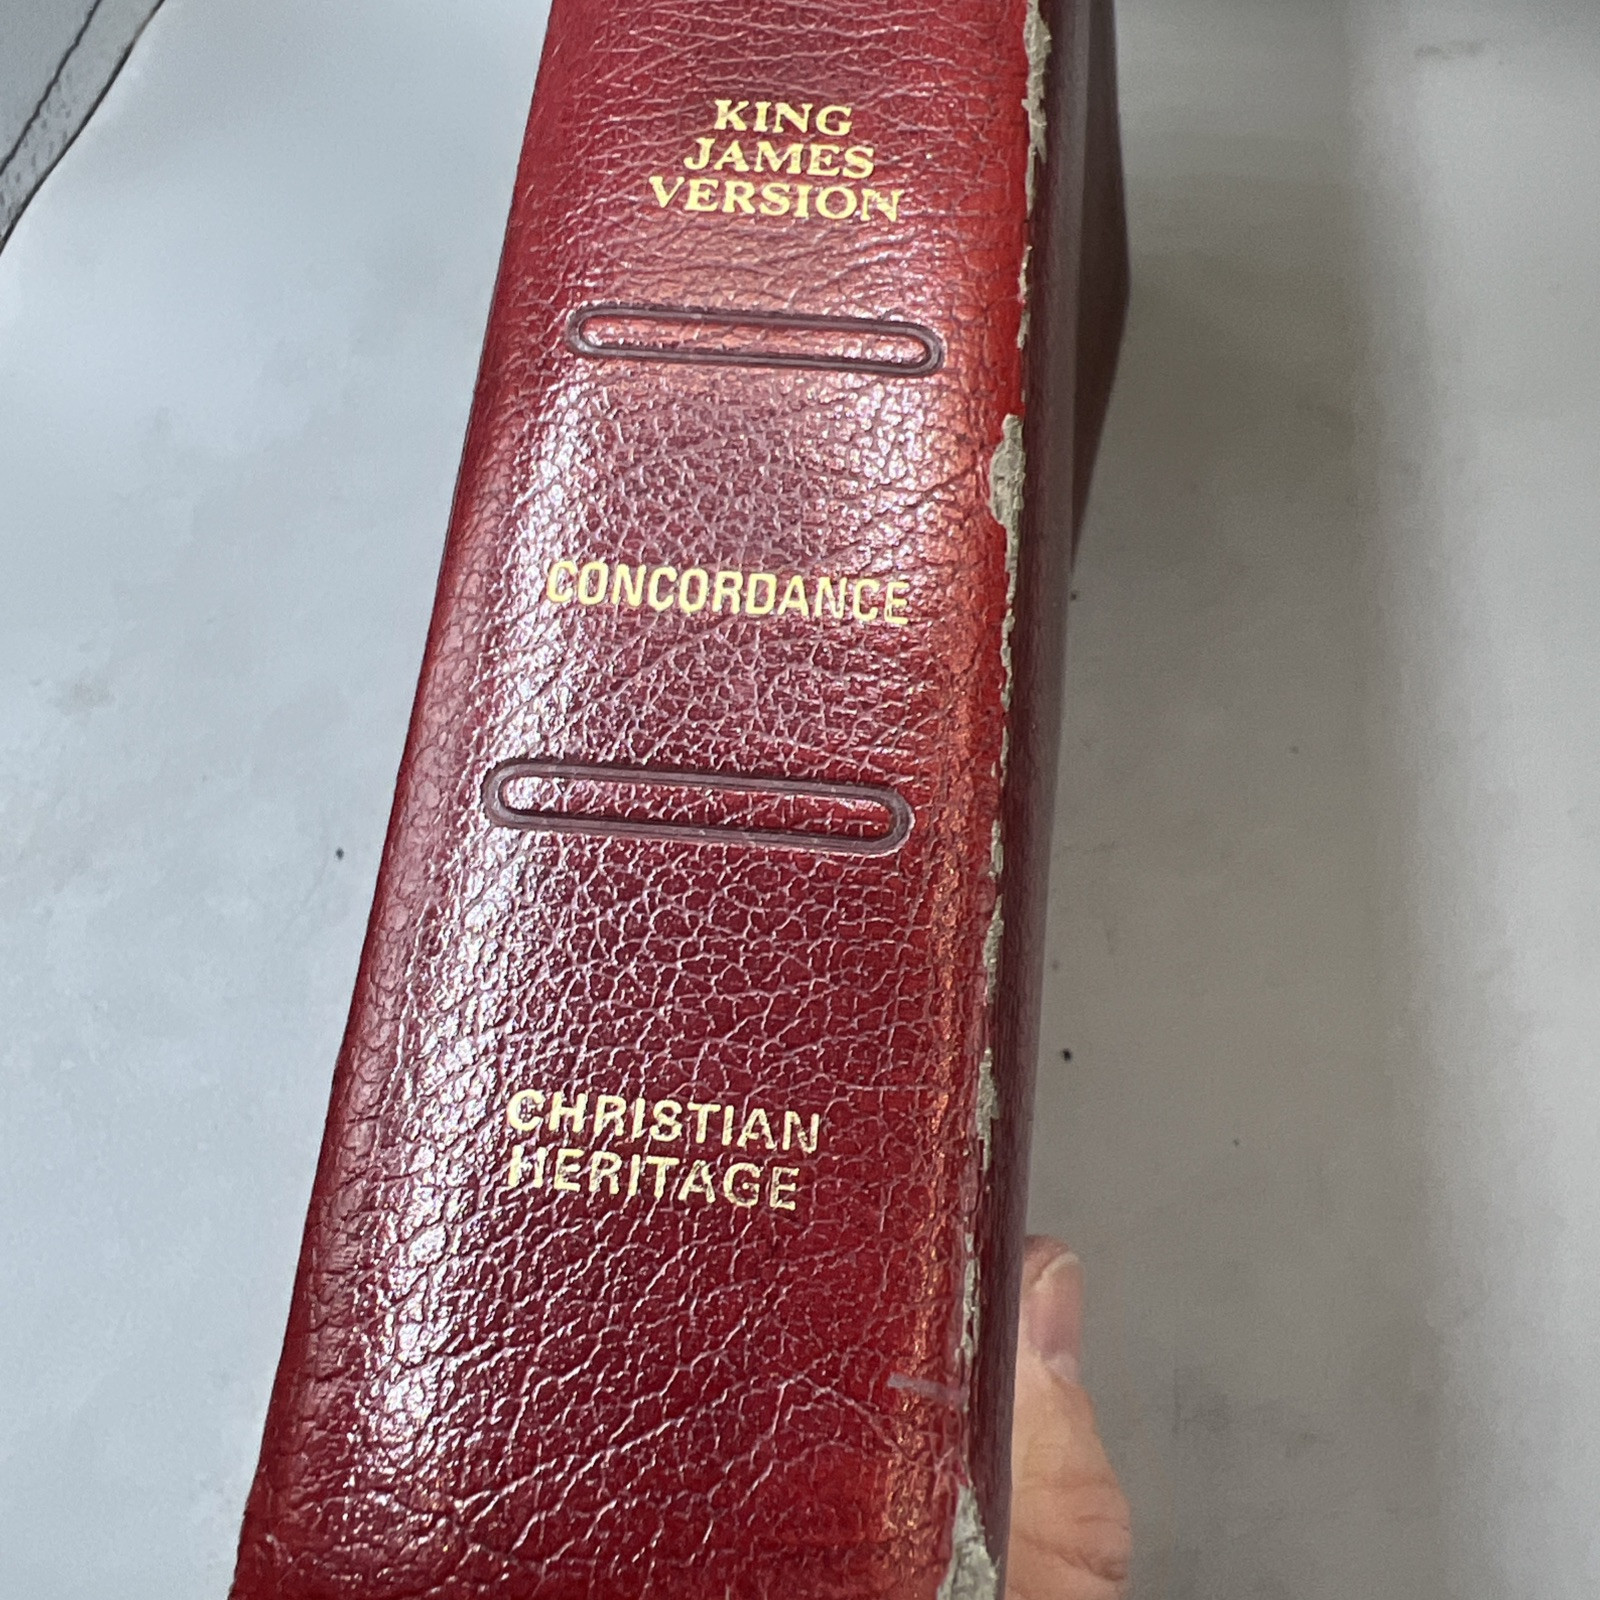 KING
JAMES
VERSION
CONCORDANCE
CHRISTIAN
HERITAGE